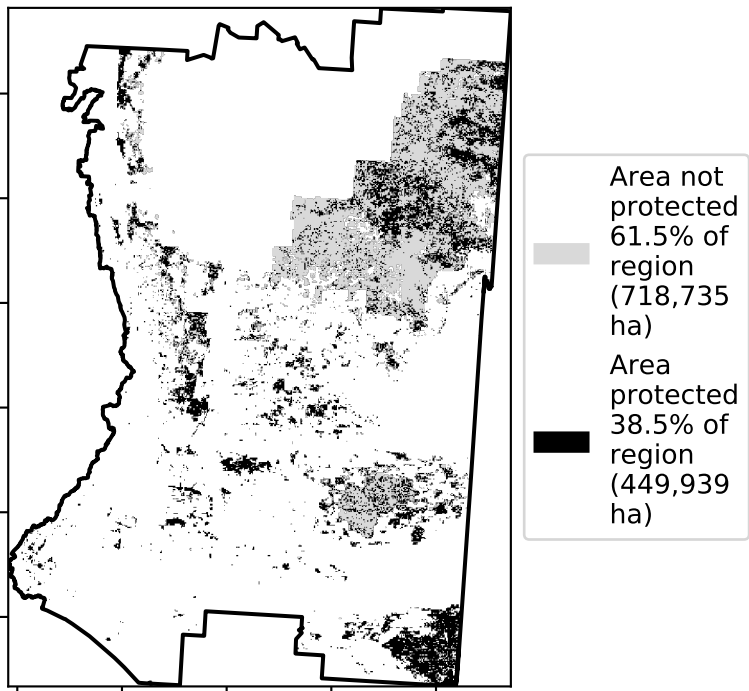 Area not
protected
61.5% of
region
(718,735
ha)
Area
protected
38.5% of
region
(449,939
ha)